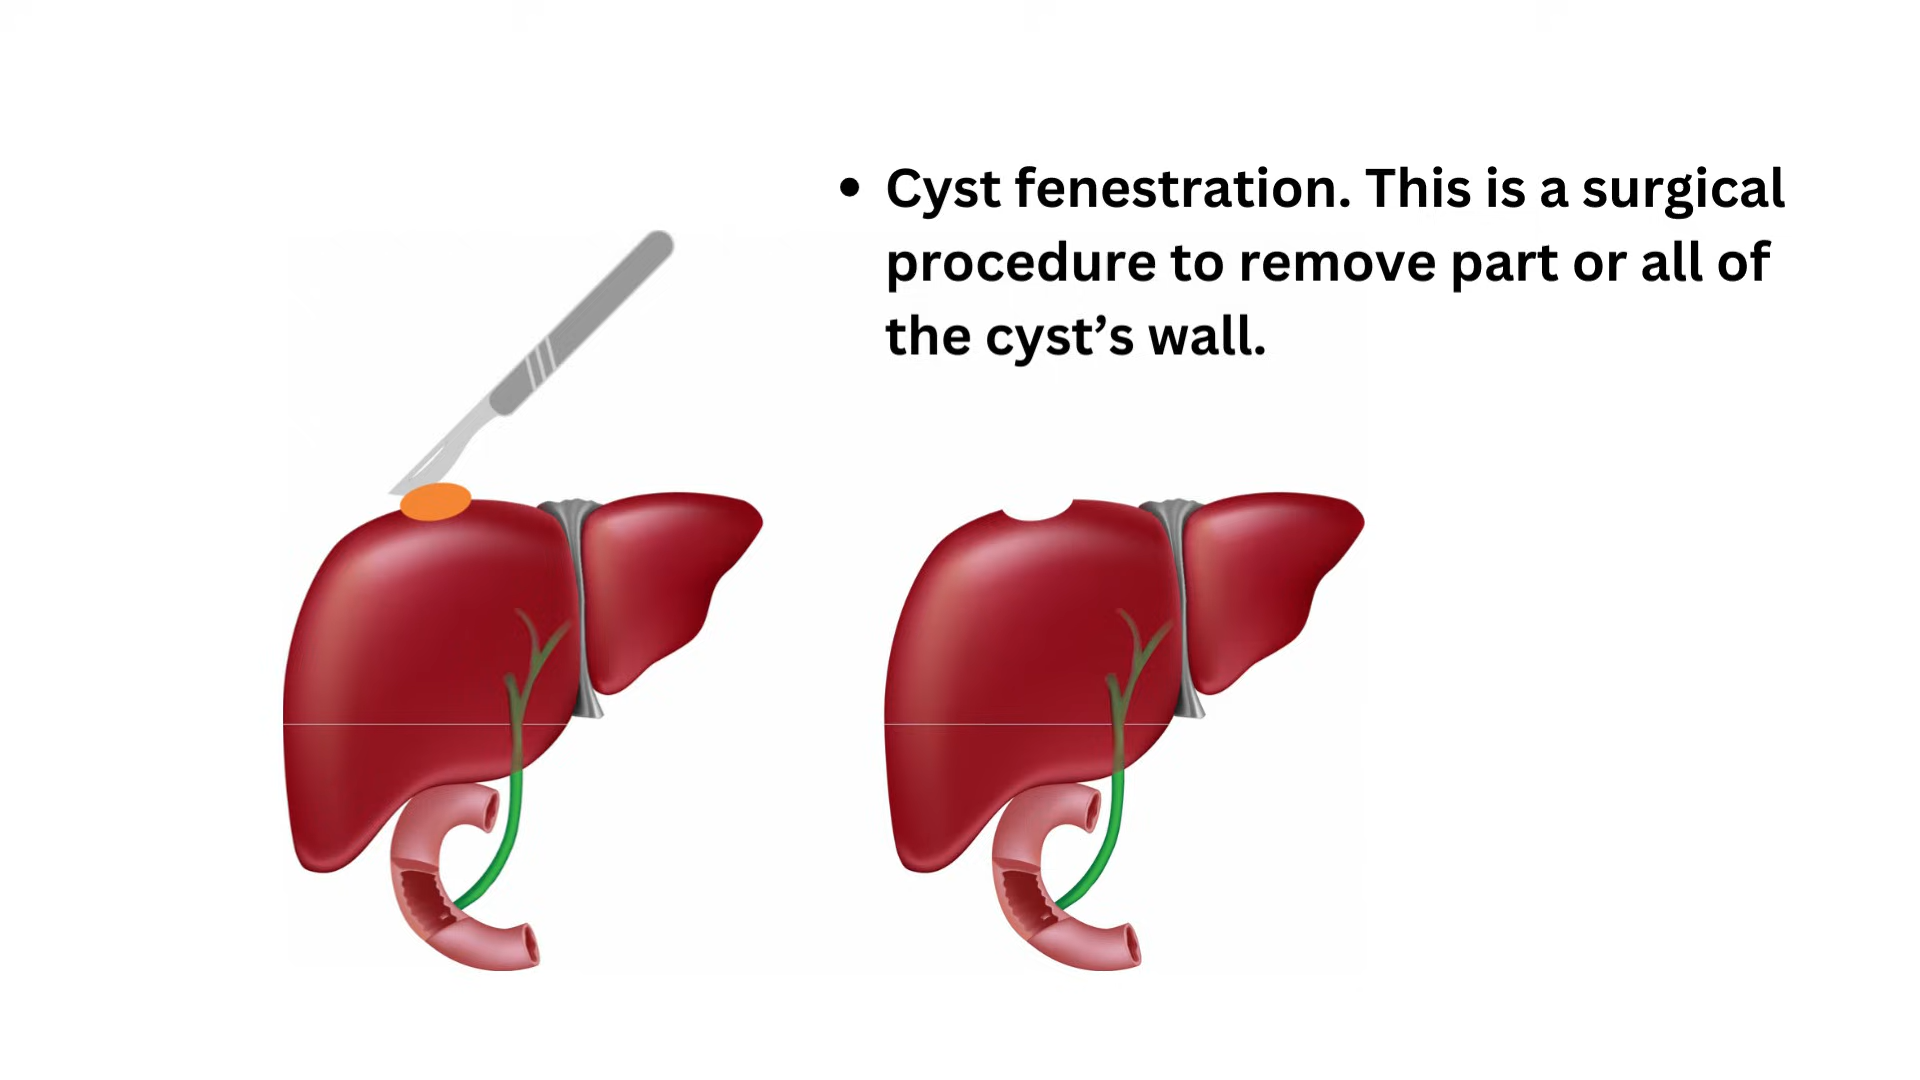 • Cyst fenestration. This is a surgical
procedure to remove part or all of
the cyst’s wall.